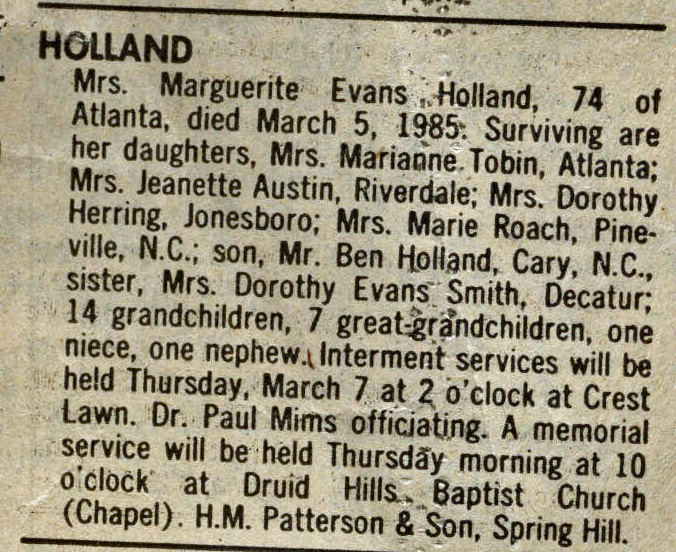 HOLLAND
Mrs. Marguerite Evans Holland, 74 of
Atlanta, died March 5, 1985. Surviving are
her daughters, Mrs. Marianne Tobin, Atlanta;
Mrs. Jeanette Austin, Riverdale; Mrs. Dorothy
Herring, Jonesboro; Mrs. Marie Roach, Pine-
ville, N.C.; son, Mr. Ben Holland, Cary, N.C.,
sister, Mrs. Dorothy Evans Smith, Decatur;
14 grandchildren, 7 great-grandchildren, one
niece, one nephew. Interment services will be
held Thursday, March 7 at 2 o'clock at Crest
Lawn. Dr. Paul Mims officiating. A memorial
service will be held Thursday morning at 10
o'clock at Druid Hills Baptist Church
(Chapel). H.M. Patterson & Son, Spring Hill.